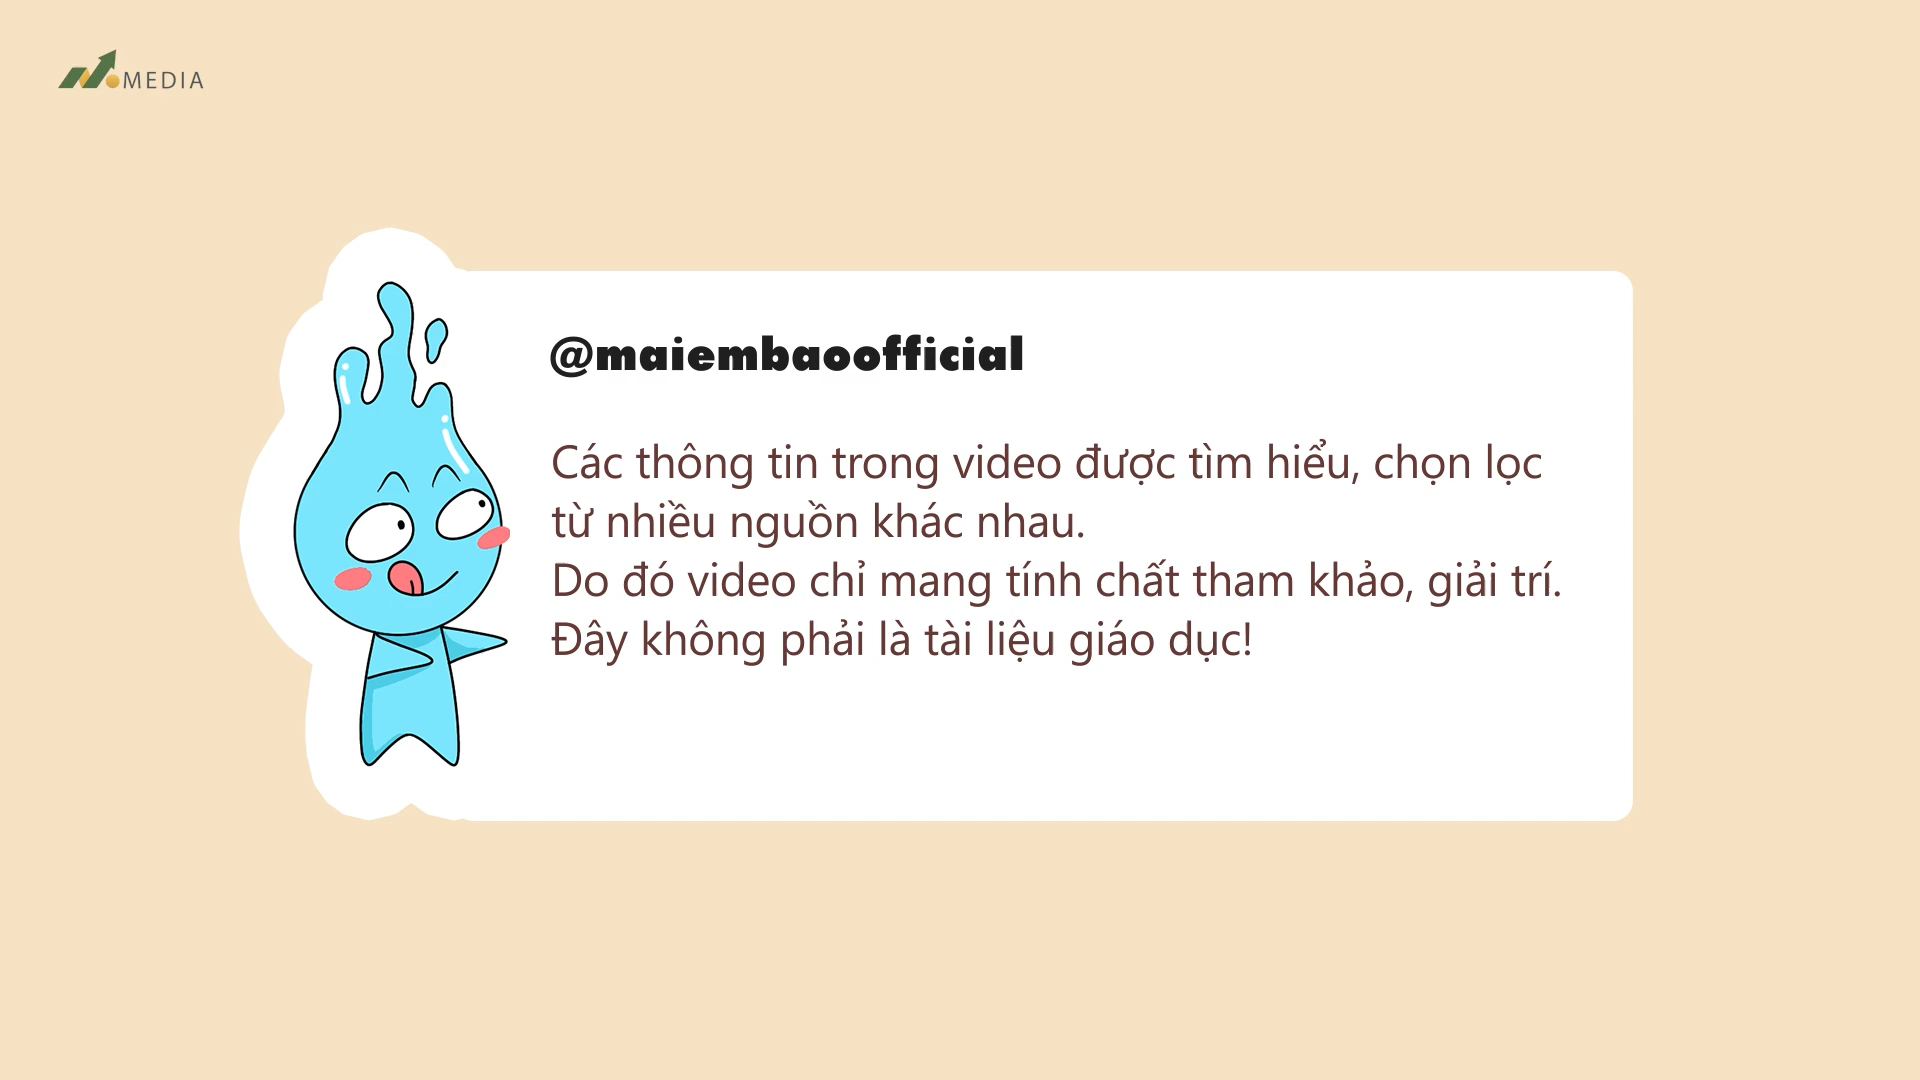 MEDIA
@maiembaoofficial
Các thông tin trong video được tìm hiểu, chọn lọc
từ nhiều nguồn khác nhau.
Do đó video chỉ mang tính chất tham khảo, giải trí.
Đây không phải là tài liệu giáo dục!